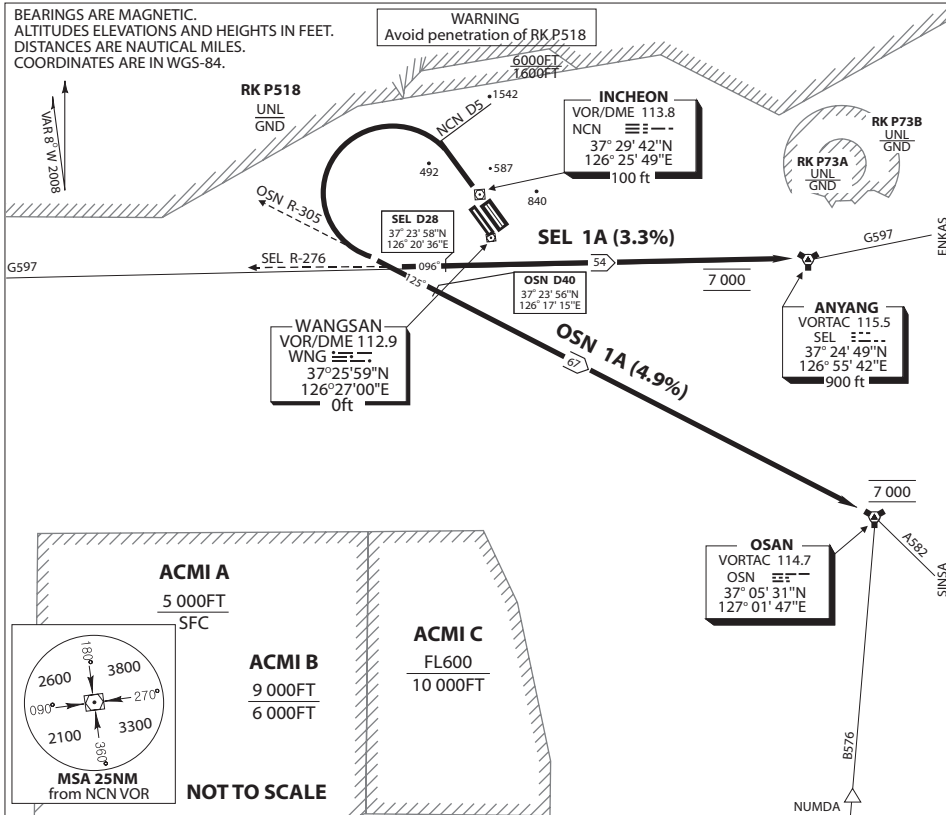 BEARINGS ARE MAGNETIC.
ALTITUDES ELEVATIONS AND HEIGHTS IN FEET.
DISTANCES ARE NAUTICAL MILES.
COORDINATES ARE IN WGS-84.
WARNING
Avoid penetration of RK P518
6000FT
1600FT
RK P518
UNL
GND
VAR 8° W 2008
NCN D5
1542
INCHEON
VOR/DME 113.8
NCN
37° 29' 42"N
126° 25' 49"E
100 ft
RK P73B
UNL
GND
RK P73A
UNL
GND
492
587
840
OSN R-305
SEL D28
37° 23' 58"N
126° 20' 36"E
SEL 1A (3.3%)
ENKAS
G597
G597
SEL R-276
096°
54
7 000
125°
OSN D40
37° 23' 56"N
126° 17' 15"E
ANYANG
VORTAC 115.5
SEL
37° 24' 49"N
126° 55' 42"E
900 ft
WANGSAN
VOR/DME 112.9
WNG
37°25'59"N
126°27'00"E
0ft
OSN 1A (4.9%)
67
7 000
A582
SINSA
OSAN
VORTAC 114.7
OSN
37° 05' 31"N
127° 01' 47"E
ACMI A
5 000FT
SFC
ACMI B
9 000FT
6 000FT
ACMI C
FL600
10 000FT
180°
2600
3800
090°
270°
2100
3300
360°
MSA 25NM
from NCN VOR
NOT TO SCALE
B576
NUMDA